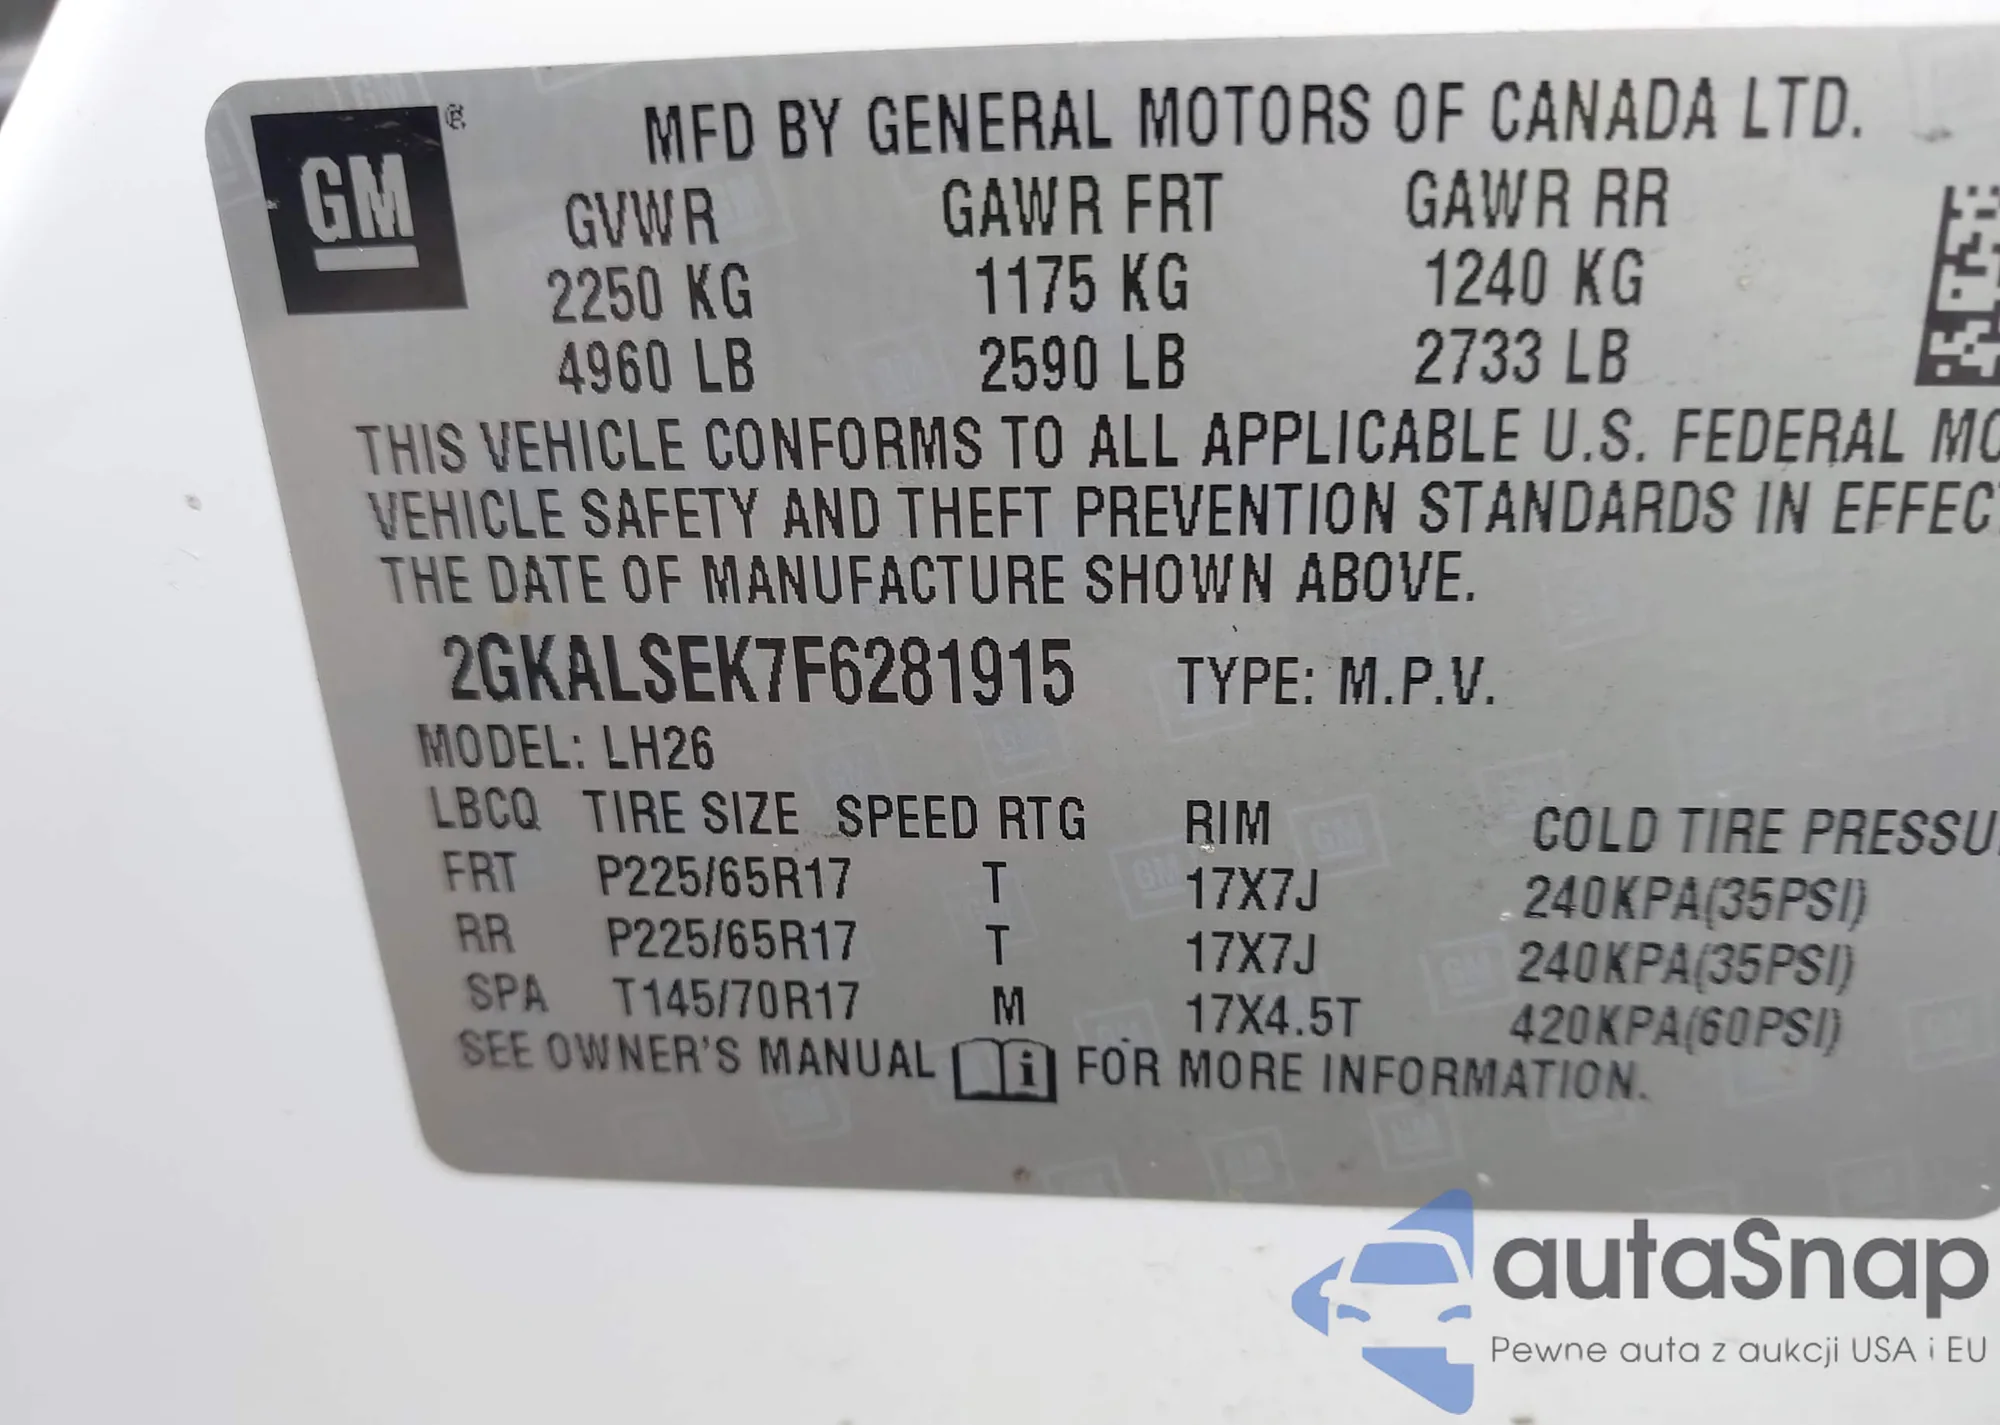 GM ®
MFD BY GENERAL MOTORS OF CANADA LTD.
GVWR GAWR FRT GAWR RR
2250 KG 1175 KG 1240 KG
4960 LB 2590 LB 2733 LB
THIS VEHICLE CONFORMS TO ALL APPLICABLE U.S. FEDERAL MO
VEHICLE SAFETY AND THEFT PREVENTION STANDARDS IN EFFEC
THE DATE OF MANUFACTURE SHOWN ABOVE.
2GKALSEK7F6281915 TYPE: M.P.V.
MODEL: LH26
LBCQ TIRE SIZE SPEED RTG RIM COLD TIRE PRESSU
FRT P225/65R17 T 17X7J 240KPA(35PSI)
RR P225/65R17 T 17X7J 240KPA(35PSI)
SPA T145/70R17 M 17X4.5T 420KPA(60PSI)
SEE OWNER'S MANUAL i FOR MORE INFORMATION.
autaSnap
Pewne auta z aukcji USA i EU